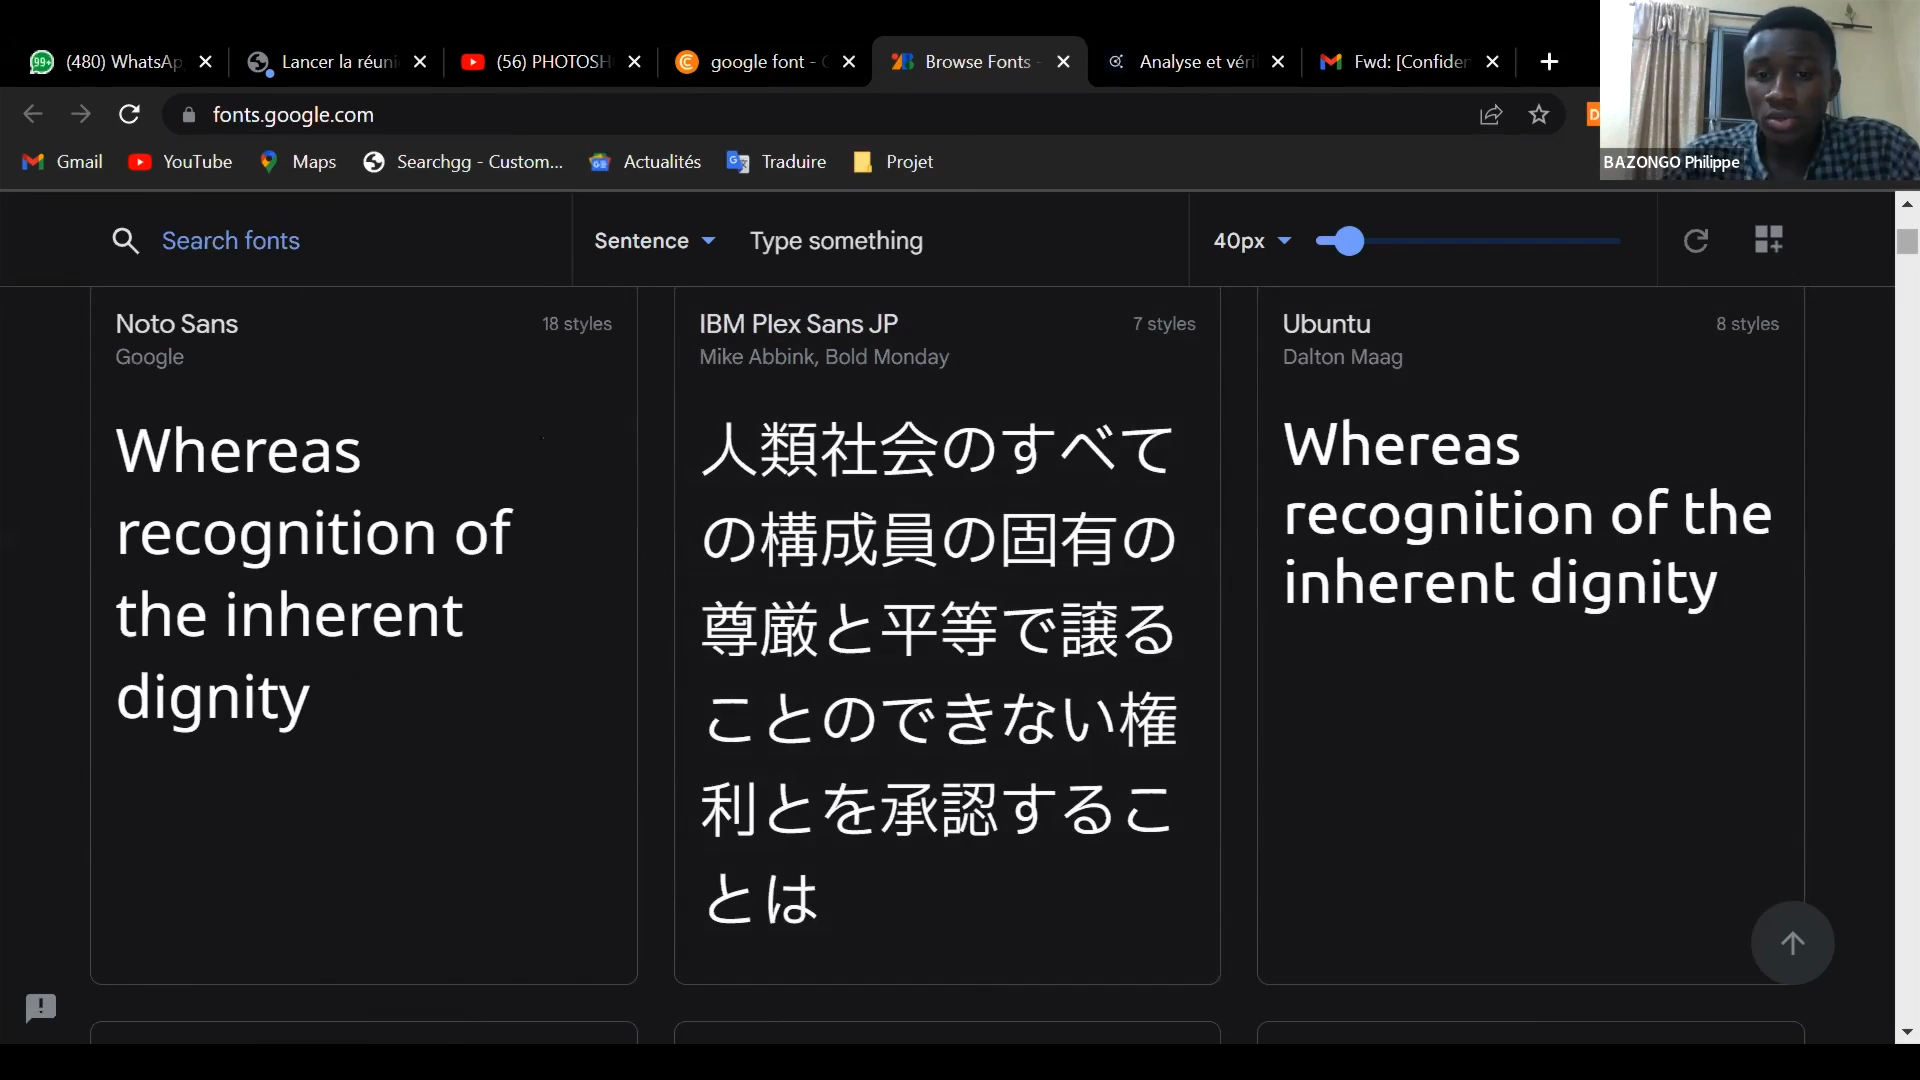 (480) WhatsAp
Lancer la réuni
(56) PHOTOSH
google font -
Browse Fonts -
Analyse et véri
Fwd: [Confiden
fonts.google.com
Gmail
YouTube
Maps
Searchgg - Custom...
Actualités
Traduire
Projet
BAZONGO Philippe
Search fonts
Sentence
Type something
40px
Noto Sans
18 styles
Google
Whereas
recognition of
the inherent
dignity
IBM Plex Sans JP
7 styles
Mike Abbink, Bold Monday
人類社会のすべて
の構成員の固有の
尊厳と平等で譲る
ことのできない権
利とを承認するこ
とは
Ubuntu
8 styles
Dalton Maag
Whereas
recognition of the
inherent dignity